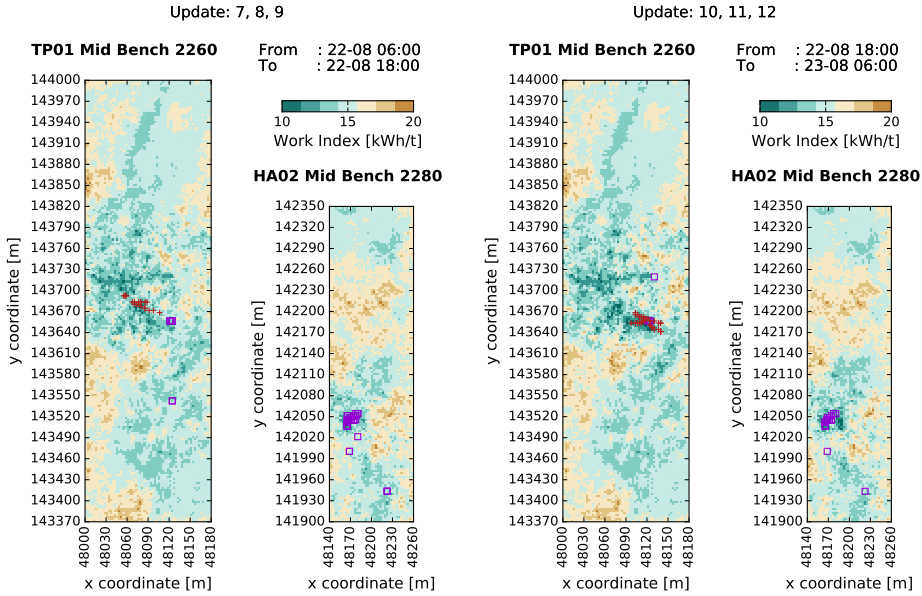 Update: 7, 8, 9
TP01 Mid Bench 2260
From : 22-08 06:00
To : 22-08 18:00
10 15 20
Work Index [kWh/t]
HA02 Mid Bench 2280
y coordinate [m]
144000
143970
143940
143910
143880
143850
143820
143790
143760
143730
143700
143670
143640
143610
143580
143550
143520
143490
143460
143430
143400
143370
48000 48030 48060 48090 48120 48150 48180
x coordinate [m]
y coordinate [m]
142350
142320
142290
142260
142230
142200
142170
142140
142110
142080
142050
142020
141990
141960
141930
141900
48140 48170 48200 48230 48260
x coordinate [m]
Update: 10, 11, 12
TP01 Mid Bench 2260
From : 22-08 18:00
To : 23-08 06:00
10 15 20
Work Index [kWh/t]
HA02 Mid Bench 2280
y coordinate [m]
144000
143970
143940
143910
143880
143850
143820
143790
143760
143730
143700
143670
143640
143610
143580
143550
143520
143490
143460
143430
143400
143370
48000 48030 48060 48090 48120 48150 48180
x coordinate [m]
y coordinate [m]
142350
142320
142290
142260
142230
142200
142170
142140
142110
142080
142050
142020
141990
141960
141930
141900
48140 48170 48200 48230 48260
x coordinate [m]